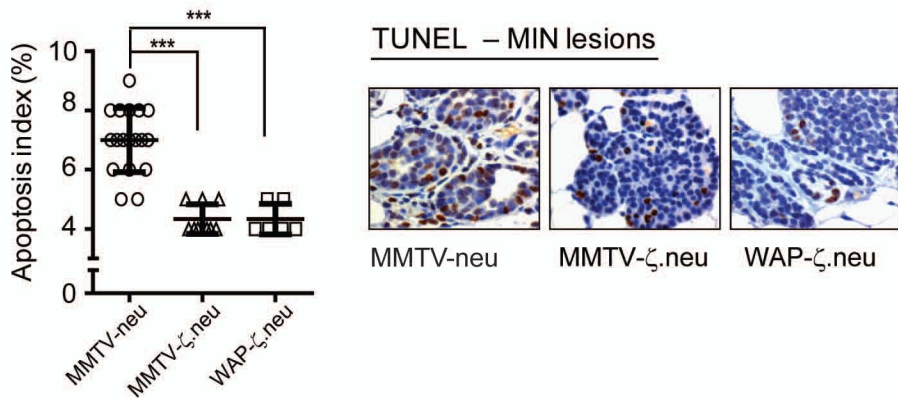 ***
***
TUNEL – MIN lesions
Apoptosis index (%)
10
8
6
4
0
MMTV-neu
MMTV-ζ.neu
WAP-ζ.neu
MMTV-neu
MMTV-ζ.neu
WAP-ζ.neu